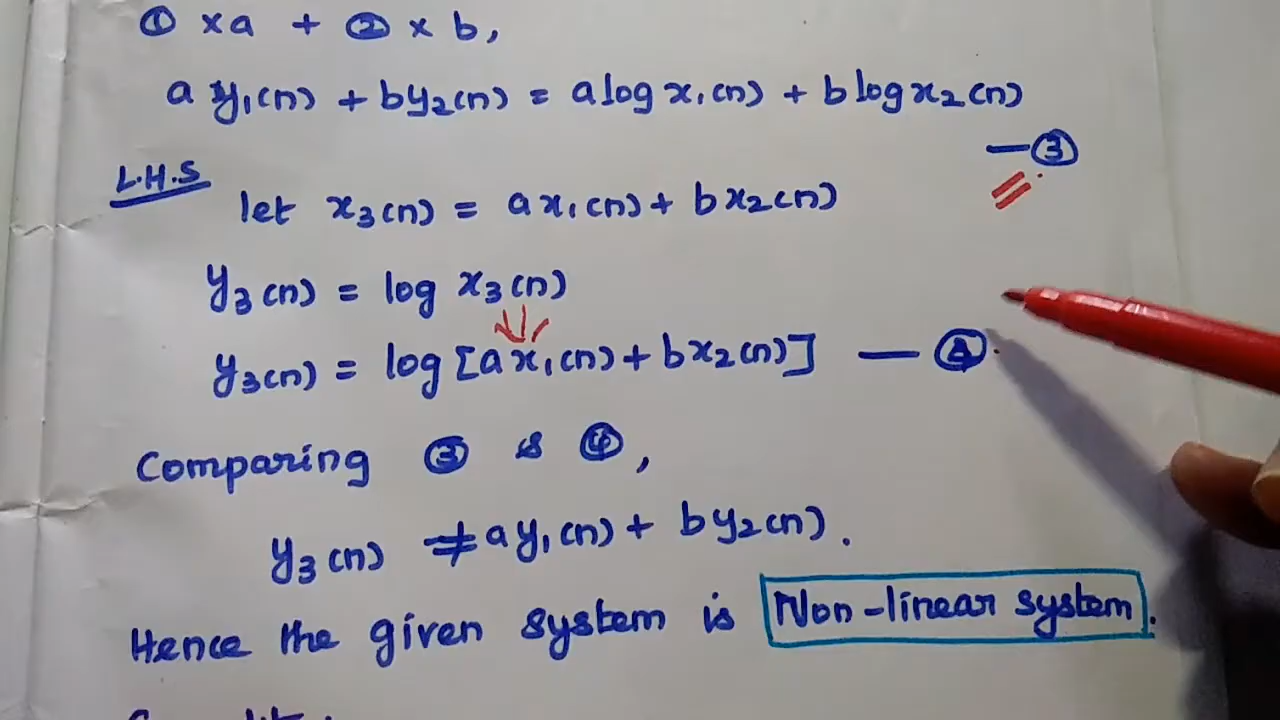 ① x a + ② x b,
a y₁(n) + by₂(n) = a log x₁(n) + b log x₂(n)
— ③
L.H.S
let x₃(n) = a x₁(n) + b x₂(n)
y₃(n) = log x₃(n)
y₃(n) = log [a x₁(n) + b x₂(n)] — ④
Comparing ③ & ④,
y₃(n) ≠ a y₁(n) + b y₂(n).
Hence the given system is Non-linear system.